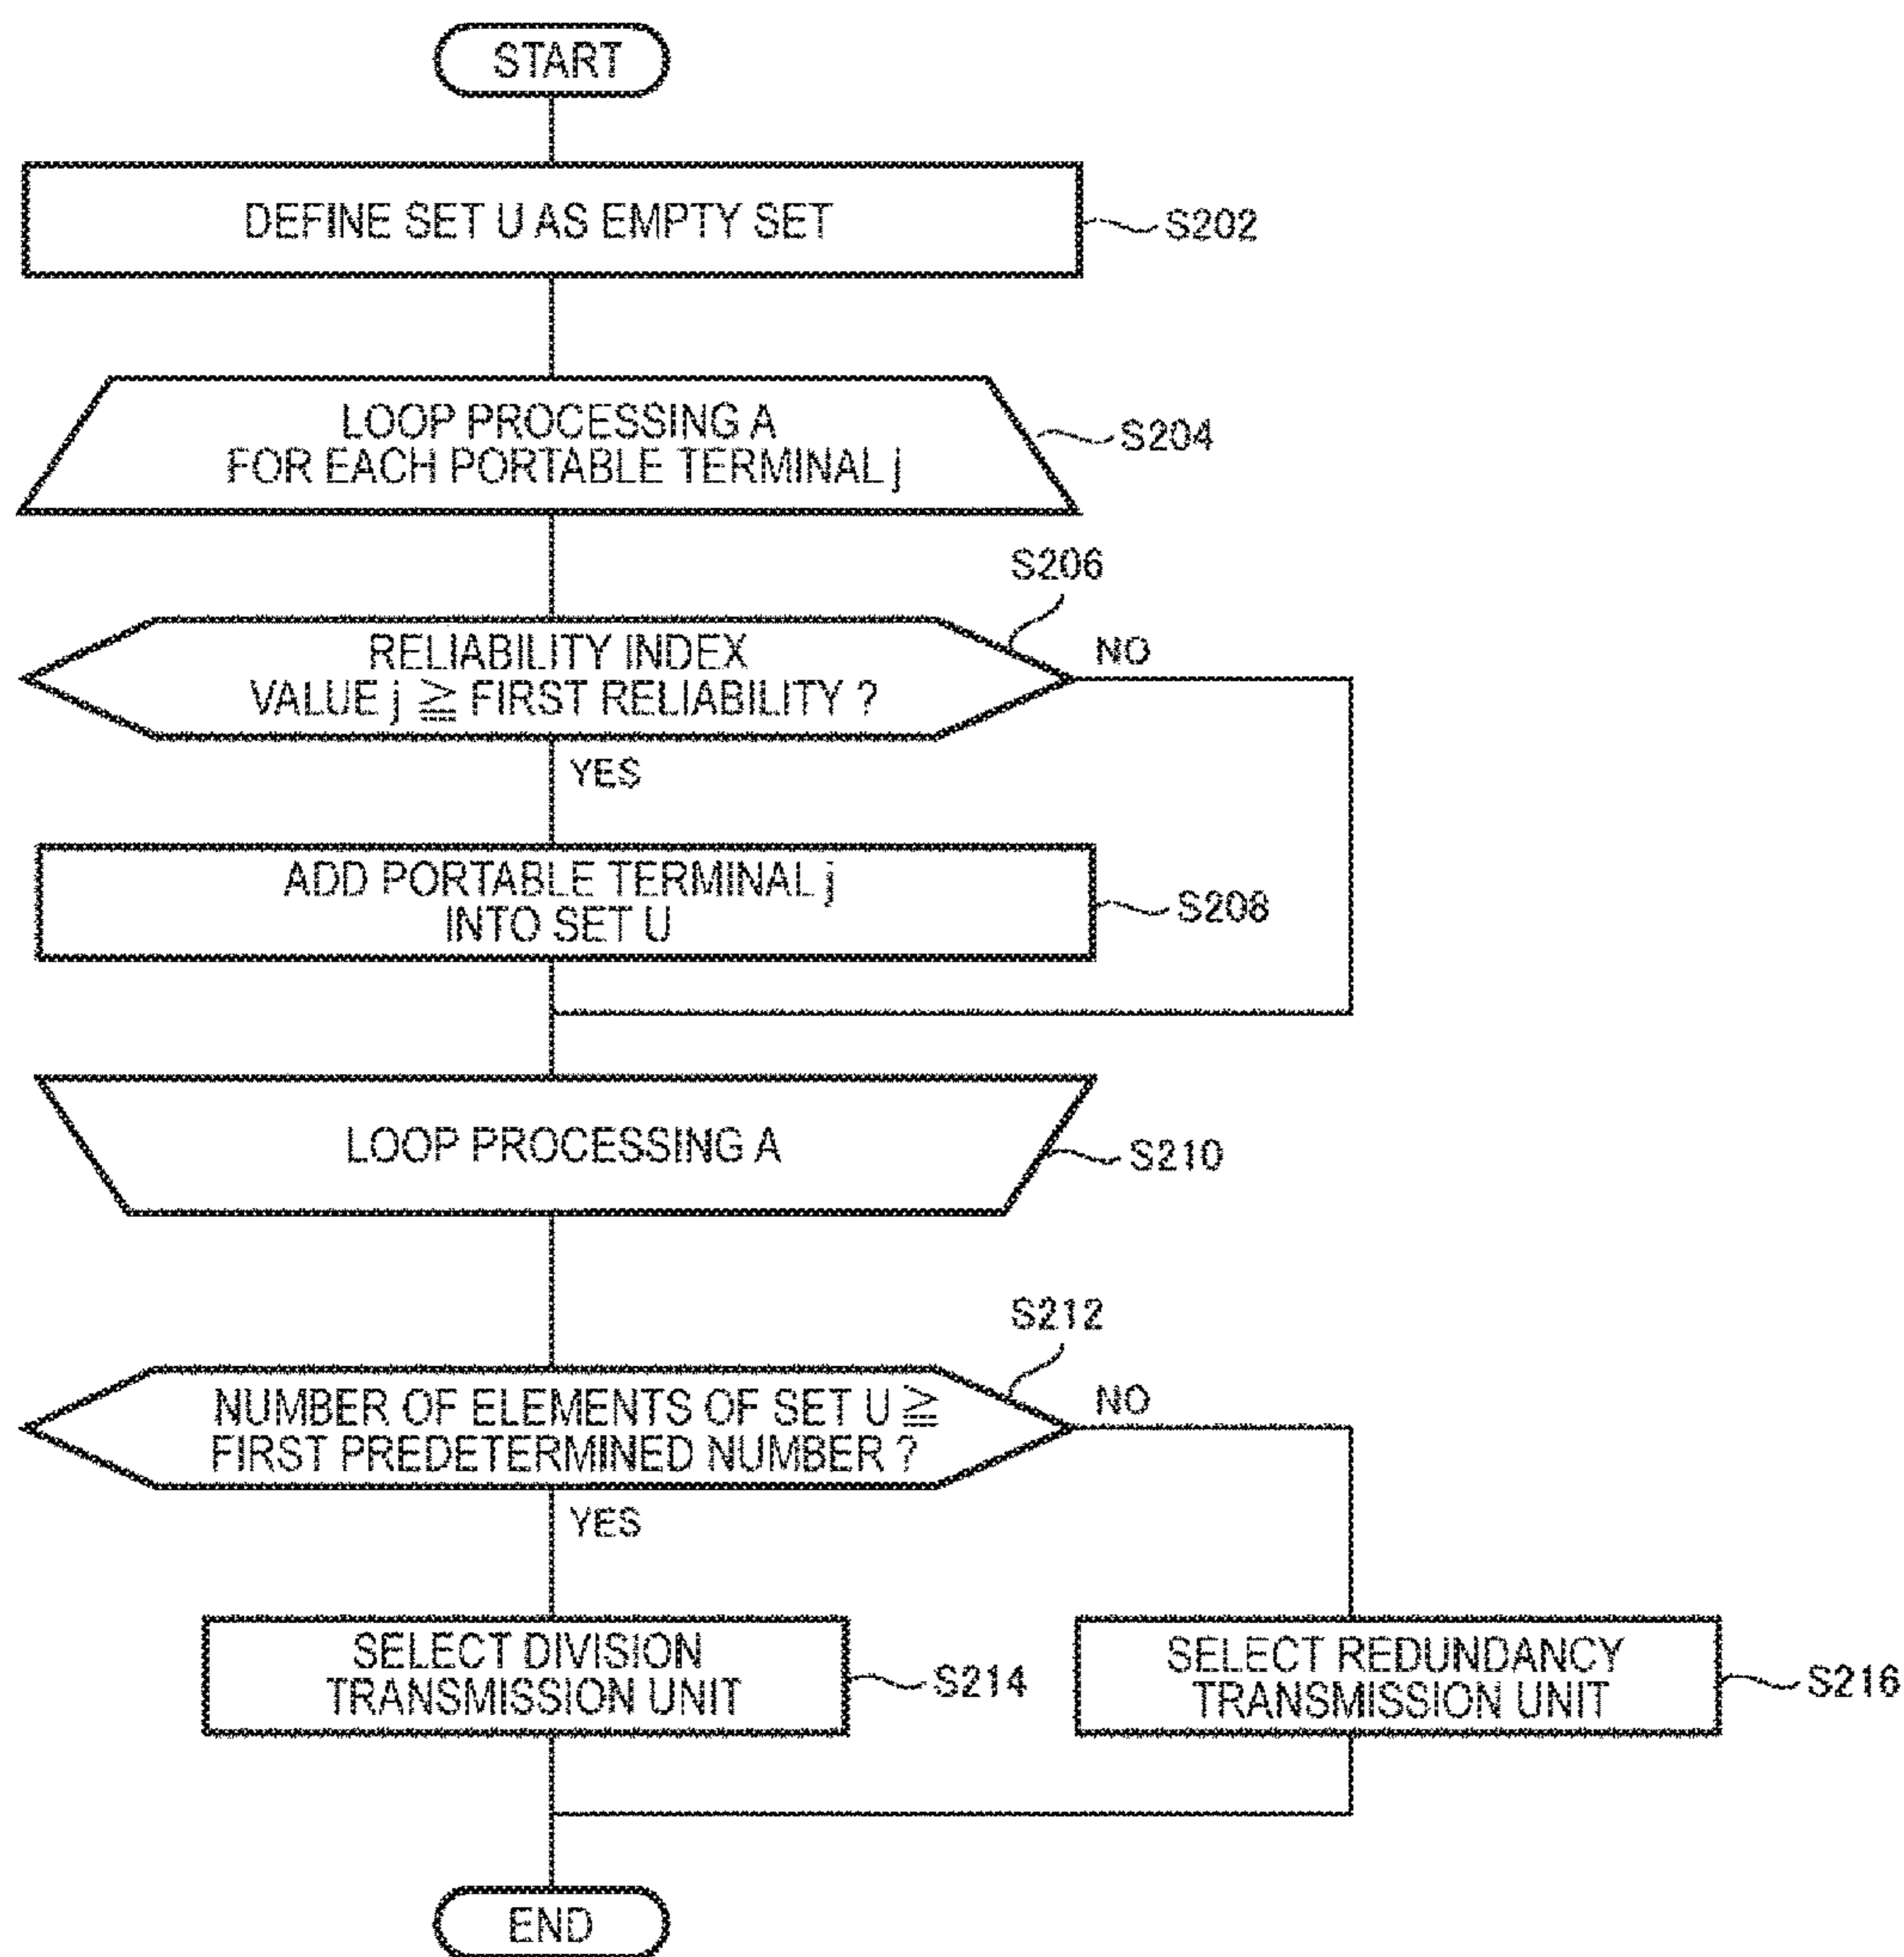 START
DEFINE SET U AS EMPTY SET
S202
LOOP PROCESSING A
FOR EACH PORTABLE TERMINAL j
S204
S206
RELIABILITY INDEX
VALUE j ≧ FIRST RELIABILITY ?
NO
YES
ADD PORTABLE TERMINAL j
INTO SET U
S208
LOOP PROCESSING A
S210
S212
NUMBER OF ELEMENTS OF SET U ≧
FIRST PREDETERMINED NUMBER ?
NO
YES
SELECT DIVISION
TRANSMISSION UNIT
S214
SELECT REDUNDANCY
TRANSMISSION UNIT
S216
END